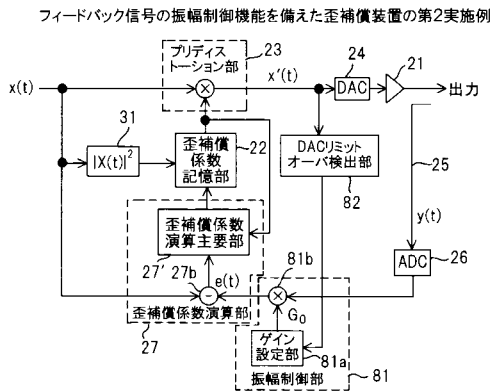 フィードバック信号の振幅制御機能を備えた歪補償装置の第2実施例
プリディス
トーション部
23
x(t)
x'(t)
24
DAC
21
出力
31
|X(t)|²
歪補償
係数
記憶部
22
DACリミット
オーバ検出部
82
25
y(t)
歪補償係数
演算主要部
27'
27b
e(t)
81b
ADC
26
歪補償係数演算部
27
G₀
ゲイン
設定部
81a
振幅制御部
81